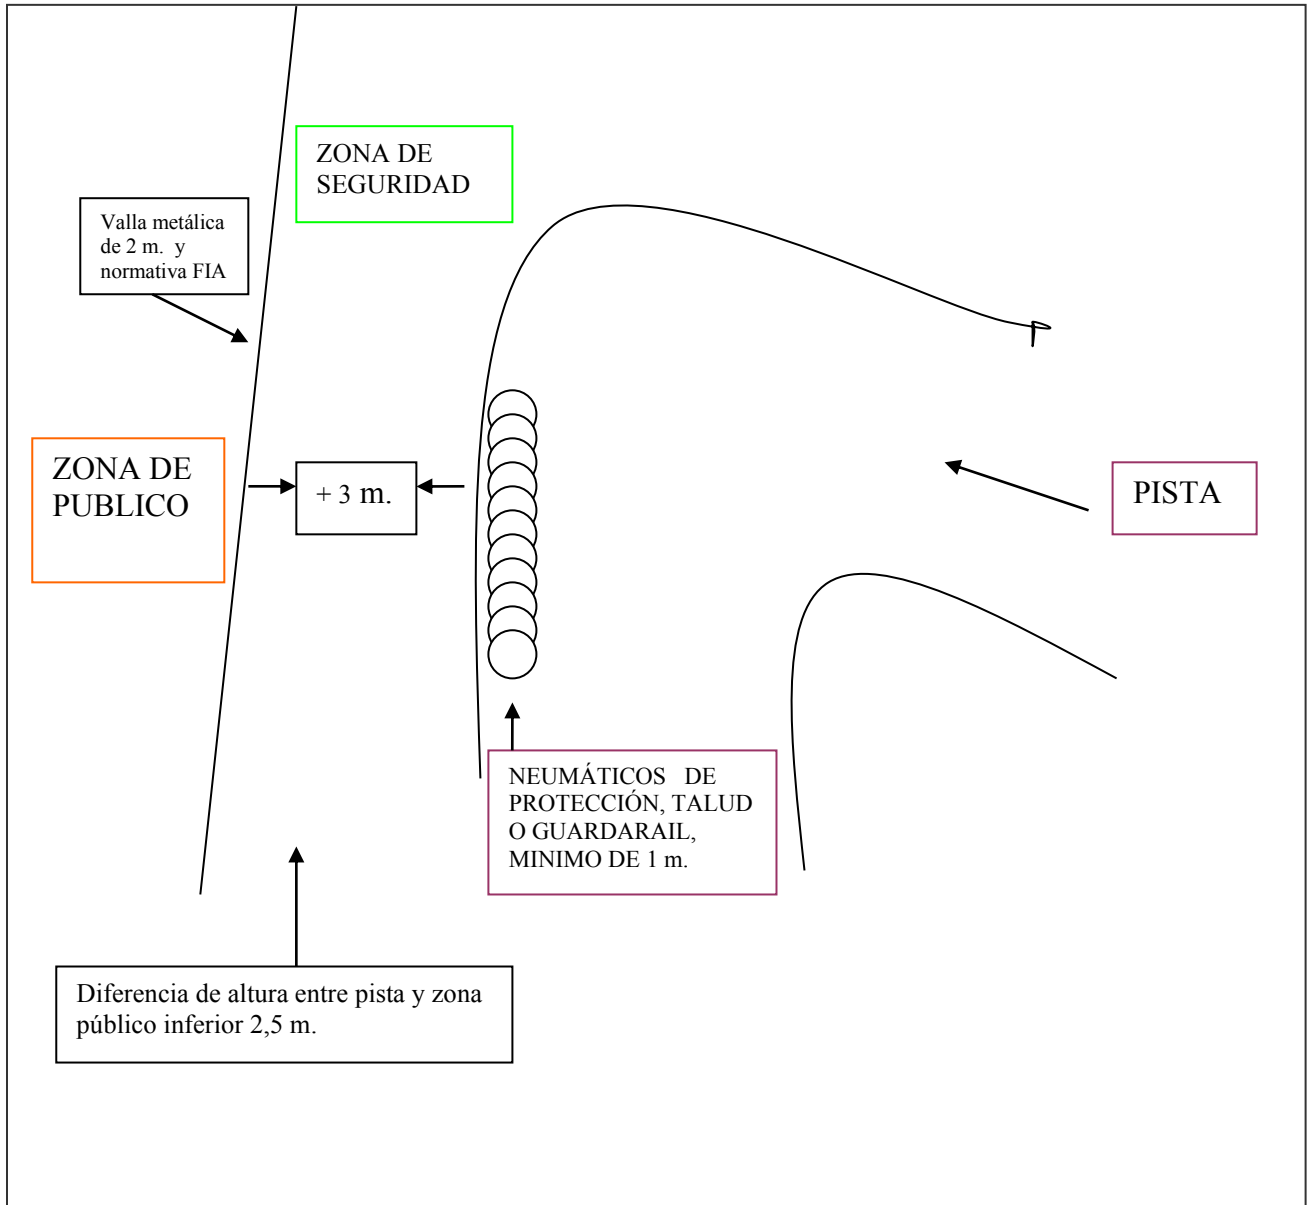 ZONA DE
SEGURIDAD
Valla metálica
de 2 m. y
normativa FIA
ZONA DE
PUBLICO
+ 3 m.
PISTA
NEUMÁTICOS DE
PROTECCIÓN, TALUD
O GUARDARAIL,
MINIMO DE 1 m.
Diferencia de altura entre pista y zona
público inferior 2,5 m.